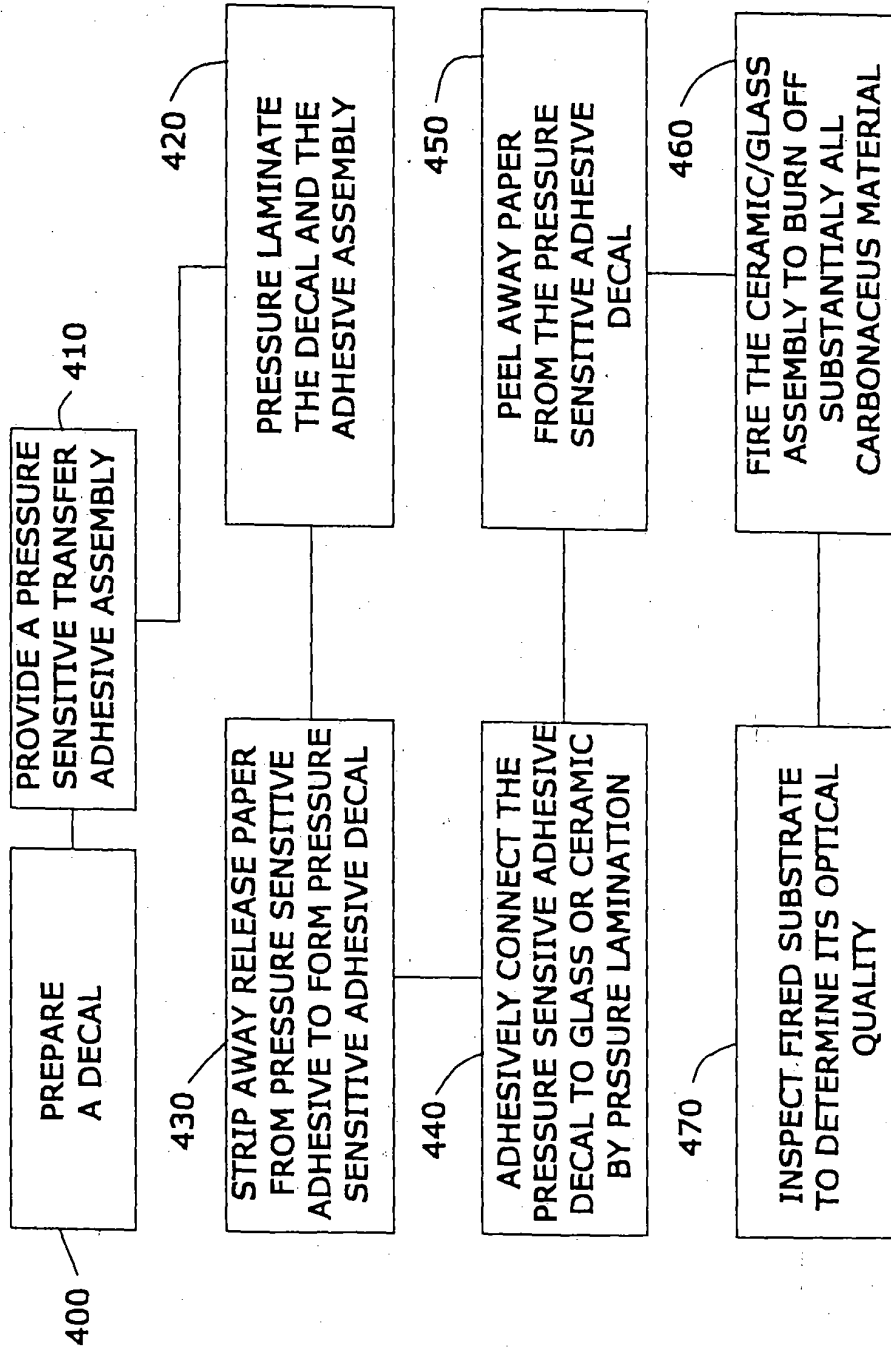 400
PREPARE
A DECAL
410
PROVIDE A PRESSURE
SENSITIVE TRANSFER
ADHESIVE ASSEMBLY
420
PRESSURE LAMINATE
THE DECAL AND THE
ADHESIVE ASSEMBLY
430
STRIP AWAY RELEASE PAPER
FROM PRESSURE SENSITIVE
ADHESIVE TO FORM PRESSURE
SENSITIVE ADHESIVE DECAL
440
ADHESIVELY CONNECT THE
PRESSURE SENSIIVE ADHESIVE
DECAL TO GLASS OR CERAMIC
BY PRSSURE LAMINATION
450
PEEL AWAY PAPER
FROM THE PRESSURE
SENSITIVE ADHESIVE
DECAL
460
FIRE THE CERAMIC/GLASS
ASSEMBLY TO BURN OFF
SUBSTANTIALY ALL
CARBONACEUS MATERIAL
470
INSPECT FIRED SUBSTRATE
TO DETERMINE ITS OPTICAL
QUALITY